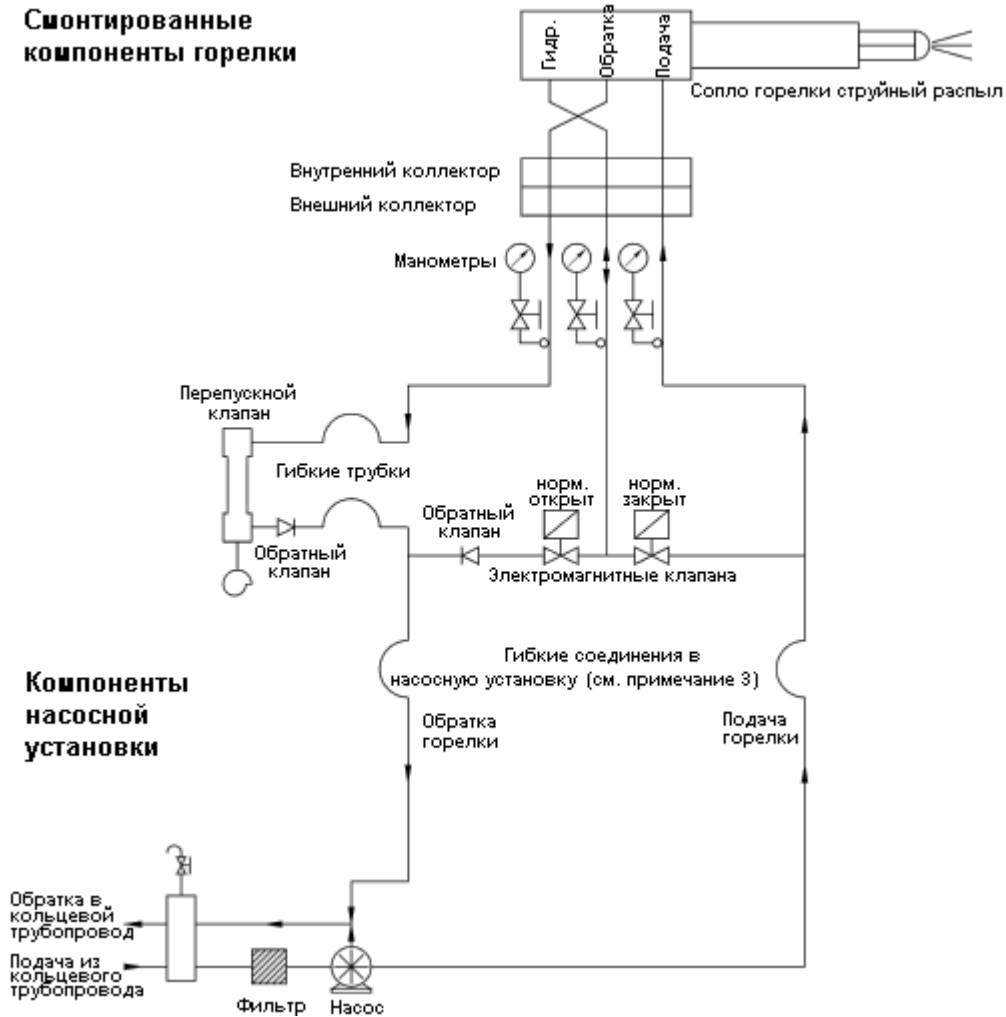 Смонтированные
компоненты горелки
Гидр.
Обратка
Подача
Сопло горелки струйный распыл
Внутренний коллектор
Внешний коллектор
Манометры
Перепускной
клапан
Гибкие трубки
Обратный
клапан
норм.
открыт
норм.
закрыт
Обратный
клапан
Электромагнитные клапана
Гибкие соединения в
насосную установку (см. примечание 3)
Компоненты
насосной
установки
Обратка
горелки
Подача
горелки
Обратка в
кольцевой
трубопровод
Подача из
кольцевого
трубопровода
Фильтр
Насос